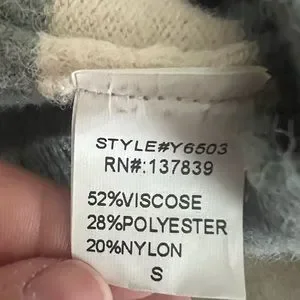 STYLE#Y6503
RN#:137839
52%VISCOSE
28%POLYESTER
20%NYLON
S